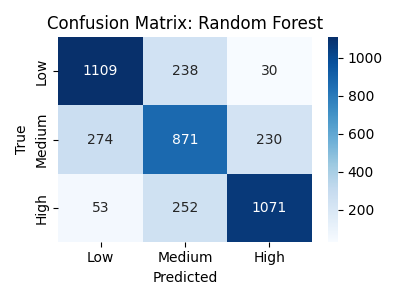 Confusion Matrix: Random Forest
Low
1109 238 30
1000
800
Medium
274 871 230
600
True
400
High
53 252 1071
200
Low Medium High
Predicted